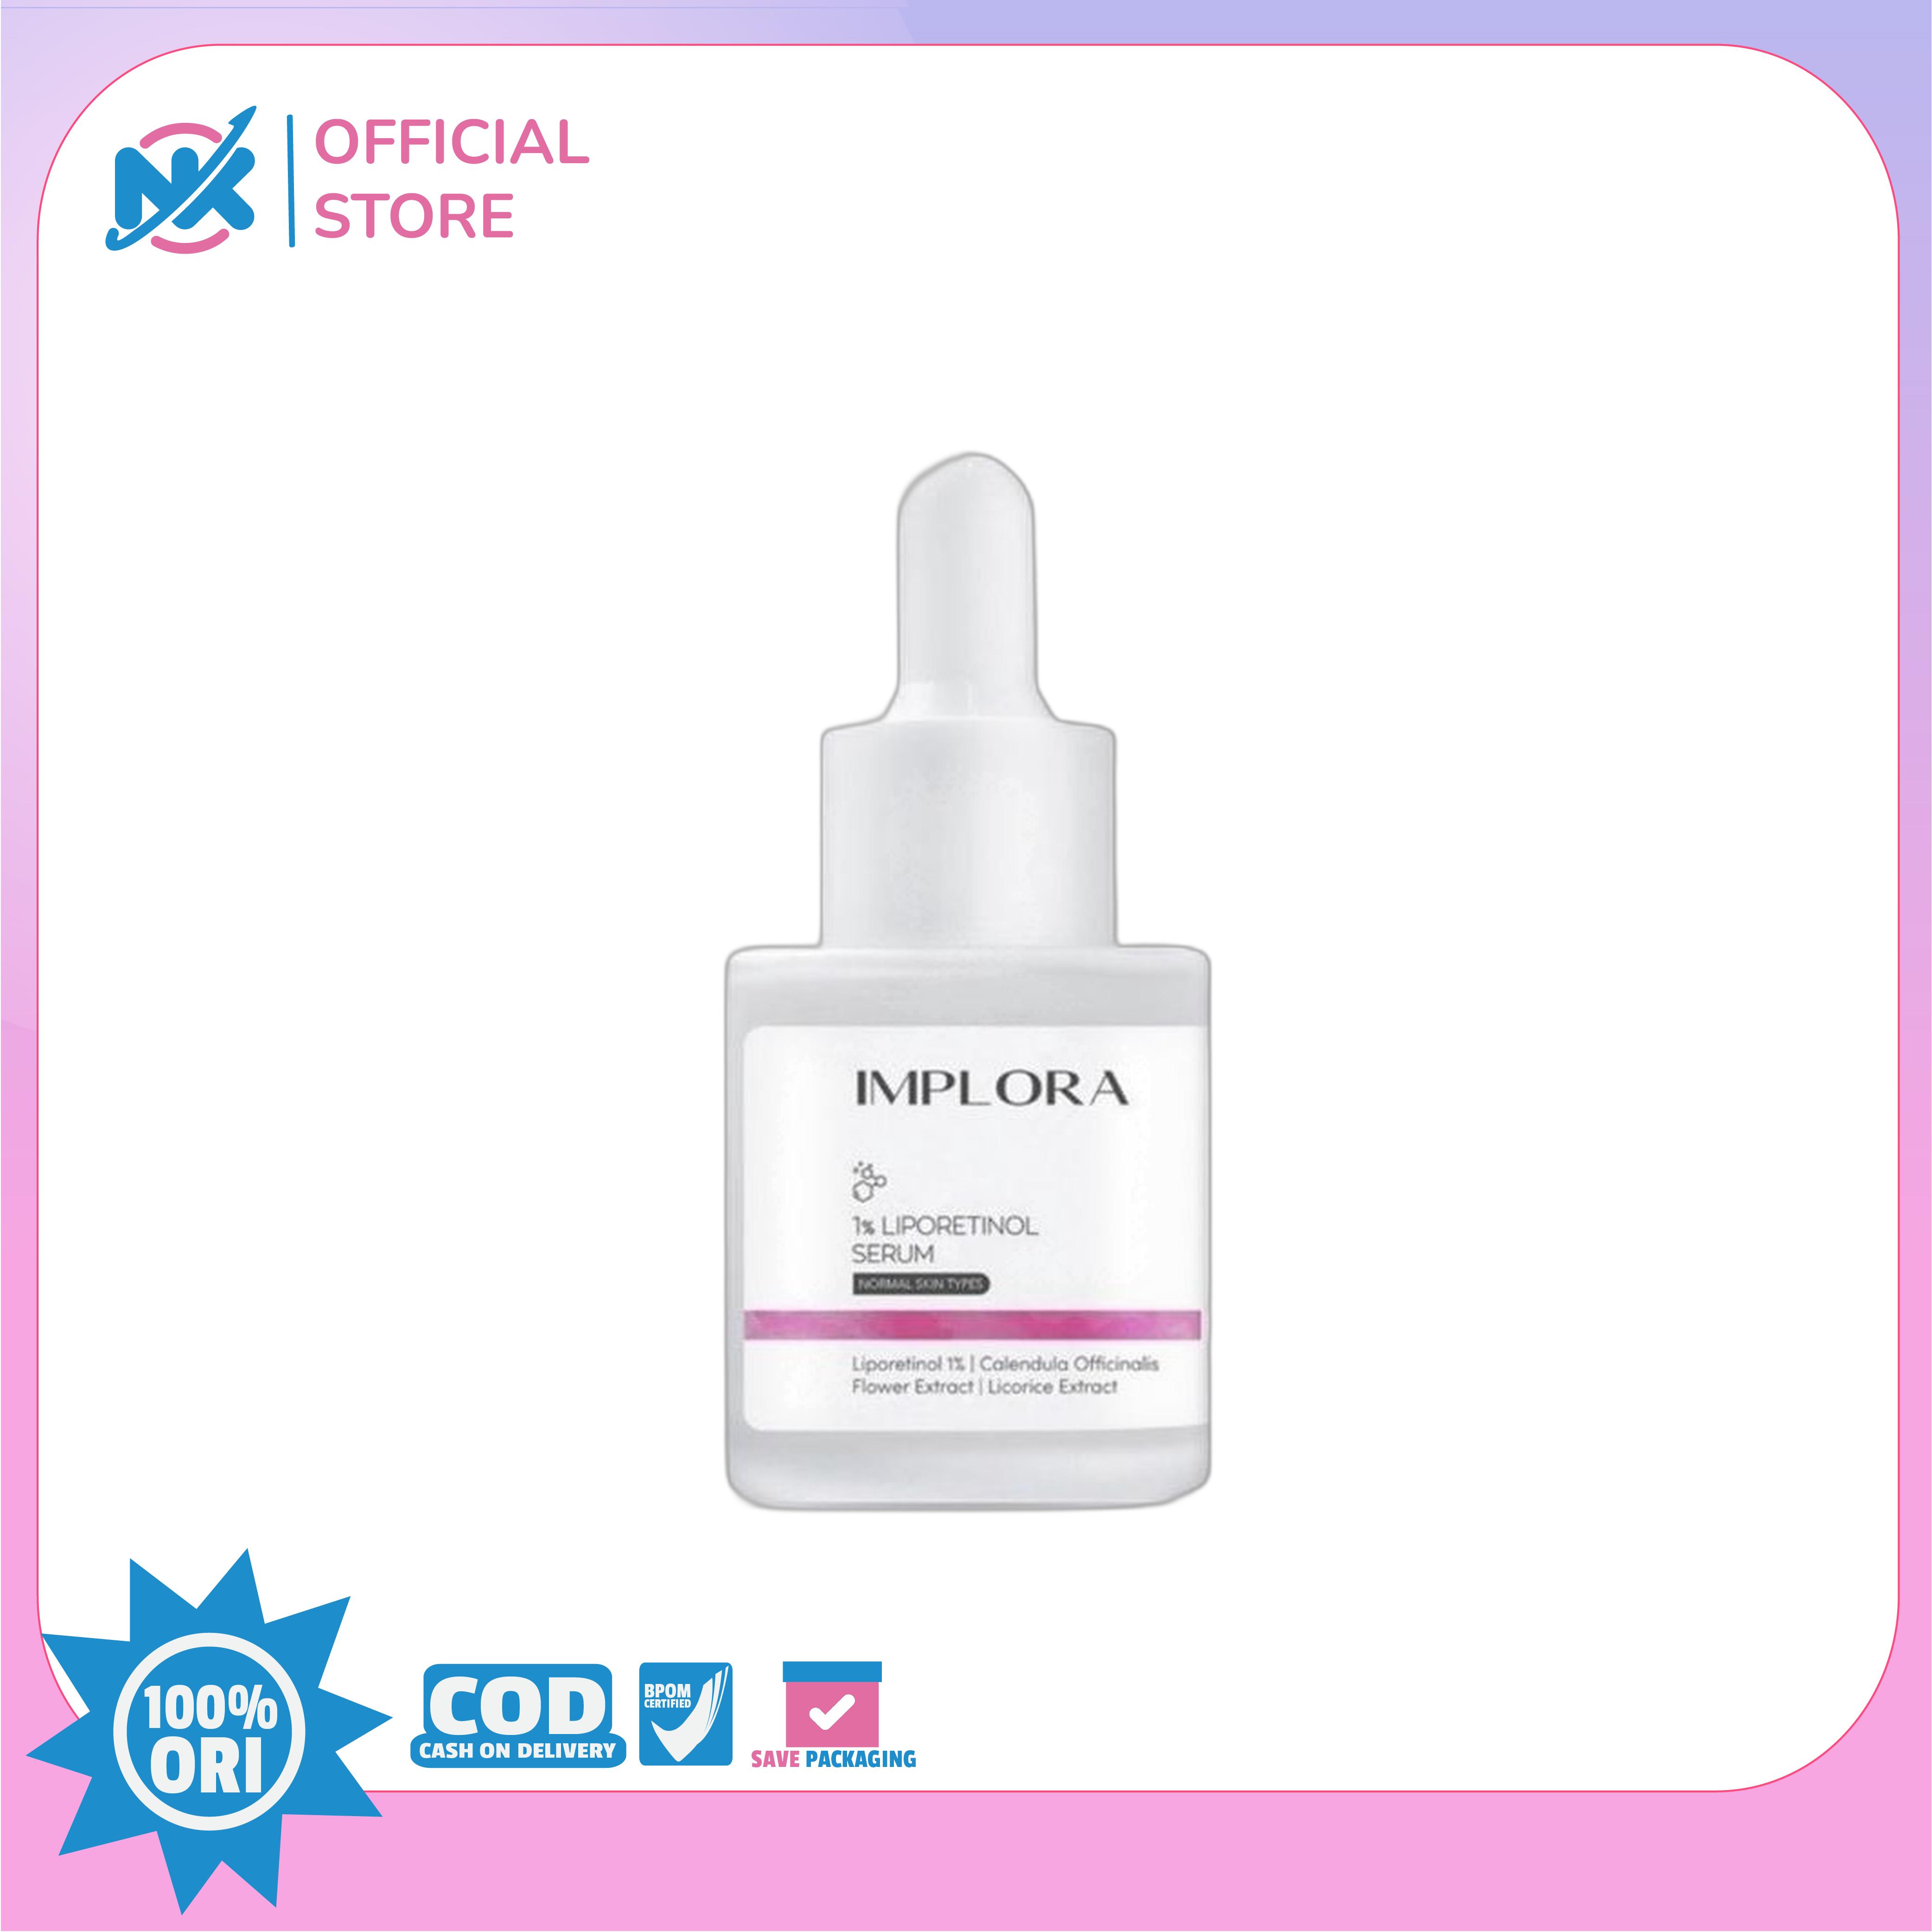 NK
OFFICIAL
STORE
IMPLORA
1% LIPORETINOL
SERUM
NORMAL SKIN TYPES
Liporetinol 1% | Calendula Officinalis
Flower Extract | Licorice Extract
100%
ORI
COD
CASH ON DELIVERY
BPOM
CERTIFIED
SAVE PACKAGING